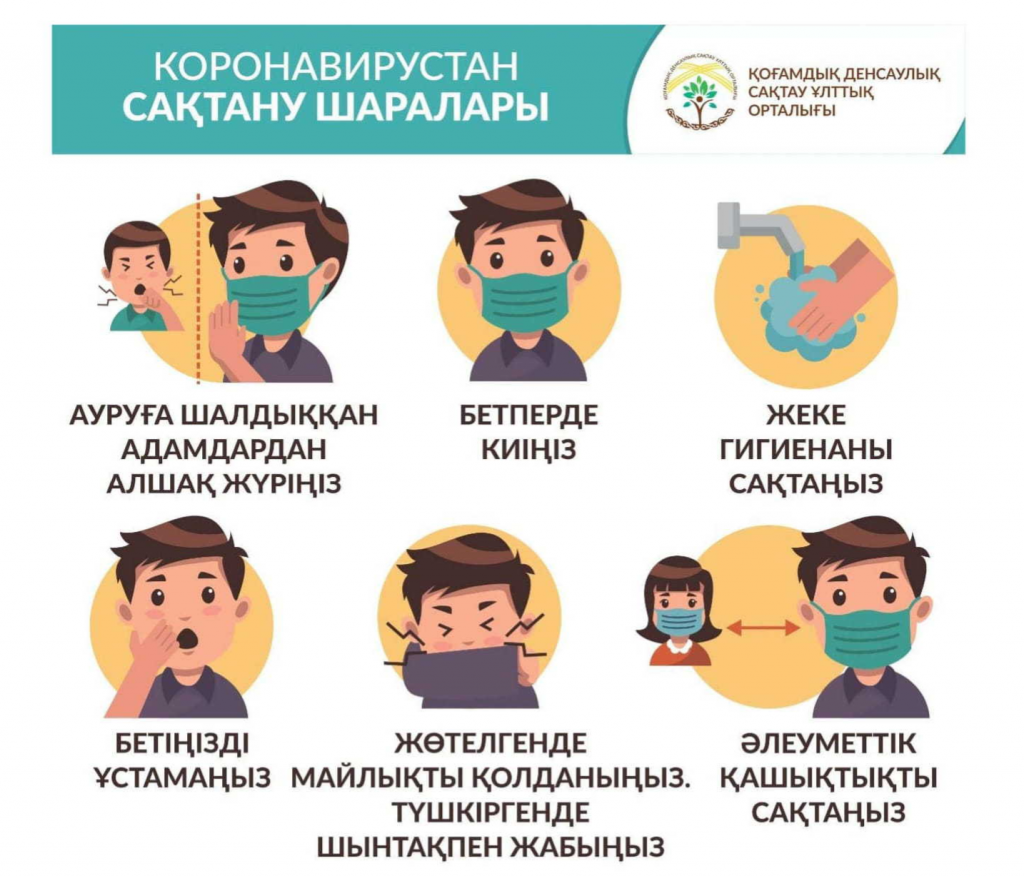 КОРОНАВИРУСТАН
САҚТАНУ ШАРАЛАРЫ
ҚОҒАМДЫҚ ДЕНСАУЛЫҚ
САҚТАУ ҰЛТТЫҚ
ОРТАЛЫҒЫ
АУРУҒА ШАЛДЫҚҚАН
АДАМДАРДАН
АЛШАҚ ЖҮРІҢІЗ
БЕТПЕРДЕ
КИІҢІЗ
ЖЕКЕ
ГИГИЕНАНЫ
САҚТАҢЫЗ
БЕТІҢІЗДІ
ҰСТАМАҢЫЗ
ЖӨТЕЛГЕНДЕ
МАЙЛЫҚТЫ ҚОЛДАНЫҢЫЗ.
ТҮШКІРГЕНДЕ
ШЫНТАҚПЕН ЖАБЫҢЫЗ
ӘЛЕУМЕТТІК
ҚАШЫҚТЫҚТЫ
САҚТАҢЫЗ